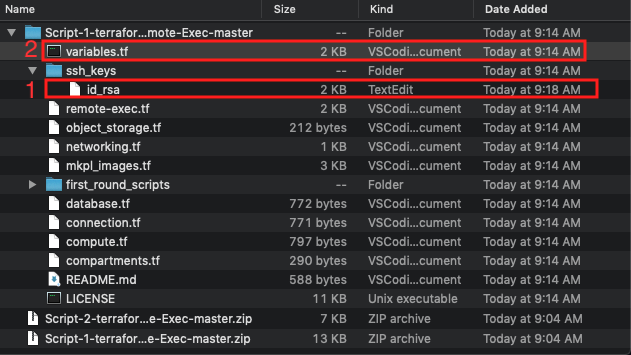 Name Size Kind Date Added
Script-1-terrafor...mote-Exec-master -- Folder Today at 9:14 AM
2 variables.tf 2 KB VSCodi...cument Today at 9:14 AM
ssh_keys -- Folder Today at 9:14 AM
1 id_rsa 2 KB TextEdit Today at 9:18 AM
remote-exec.tf 2 KB VSCodi...cument Today at 9:14 AM
object_storage.tf 212 bytes VSCodi...cument Today at 9:14 AM
networking.tf 1 KB VSCodi...cument Today at 9:14 AM
mkpl_images.tf 3 KB VSCodi...cument Today at 9:14 AM
first_round_scripts -- Folder Today at 9:14 AM
database.tf 772 bytes VSCodi...cument Today at 9:14 AM
connection.tf 771 bytes VSCodi...cument Today at 9:14 AM
compute.tf 797 bytes VSCodi...cument Today at 9:14 AM
compartments.tf 290 bytes VSCodi...cument Today at 9:14 AM
README.md 588 bytes VSCodi...cument Today at 9:14 AM
LICENSE 11 KB Unix executable Today at 9:14 AM
Script-2-terrafor...e-Exec-master.zip 7 KB ZIP archive Today at 9:04 AM
Script-1-terrafor...e-Exec-master.zip 13 KB ZIP archive Today at 9:04 AM